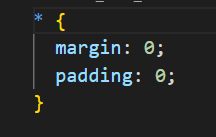 * {
margin: 0;
padding: 0;
}